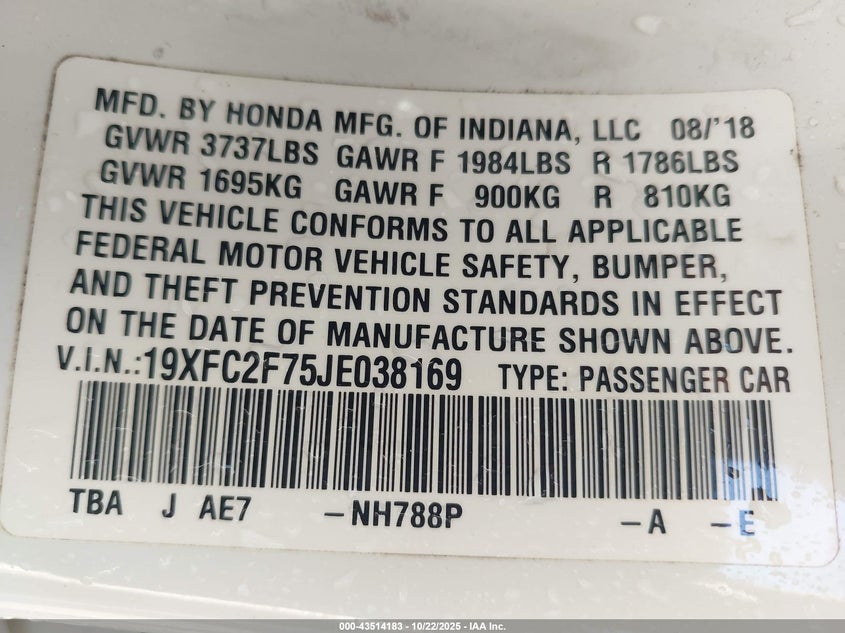 MFD. BY HONDA MFG. OF INDIANA, LLC 08/'18
GVWR 3737LBS GAWR F 1984LBS R 1786LBS
GVWR 1695KG GAWR F 900KG R 810KG
THIS VEHICLE CONFORMS TO ALL APPLICABLE
FEDERAL MOTOR VEHICLE SAFETY, BUMPER,
AND THEFT PREVENTION STANDARDS IN EFFECT
ON THE DATE OF MANUFACTURE SHOWN ABOVE.
V.I.N.:19XFC2F75JE038169 TYPE: PASSENGER CAR
TBA J AE7 -NH788P -A -E
000-43514183 - 10/22/2025 - IAA Inc.